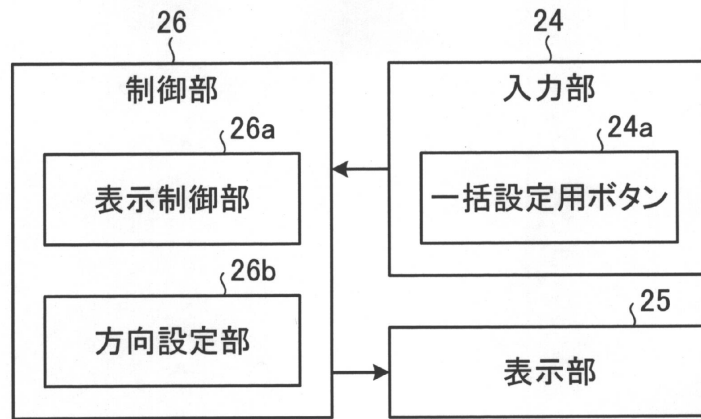 26
制御部
26a
表示制御部
26b
方向設定部
24
入力部
24a
一括設定用ボタン
25
表示部